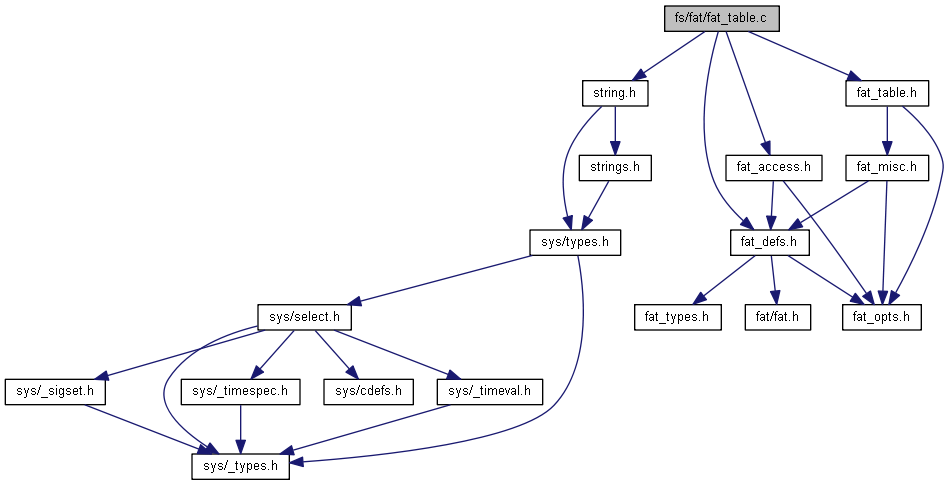 fs/fat/fat_table.c
string.h
fat_table.h
strings.h
fat_access.h
fat_misc.h
sys/types.h
fat_defs.h
sys/select.h
fat_types.h
fat/fat.h
fat_opts.h
sys/_sigset.h
sys/_timespec.h
sys/cdefs.h
sys/_timeval.h
sys/_types.h